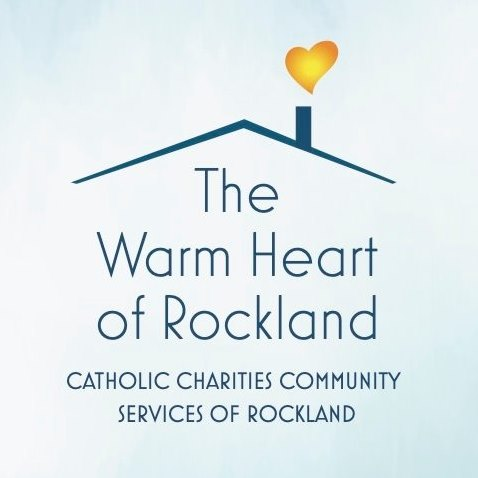 The
Warm Heart
of Rockland
CATHOLIC CHARITIES COMMUNITY
SERVICES OF ROCKLAND